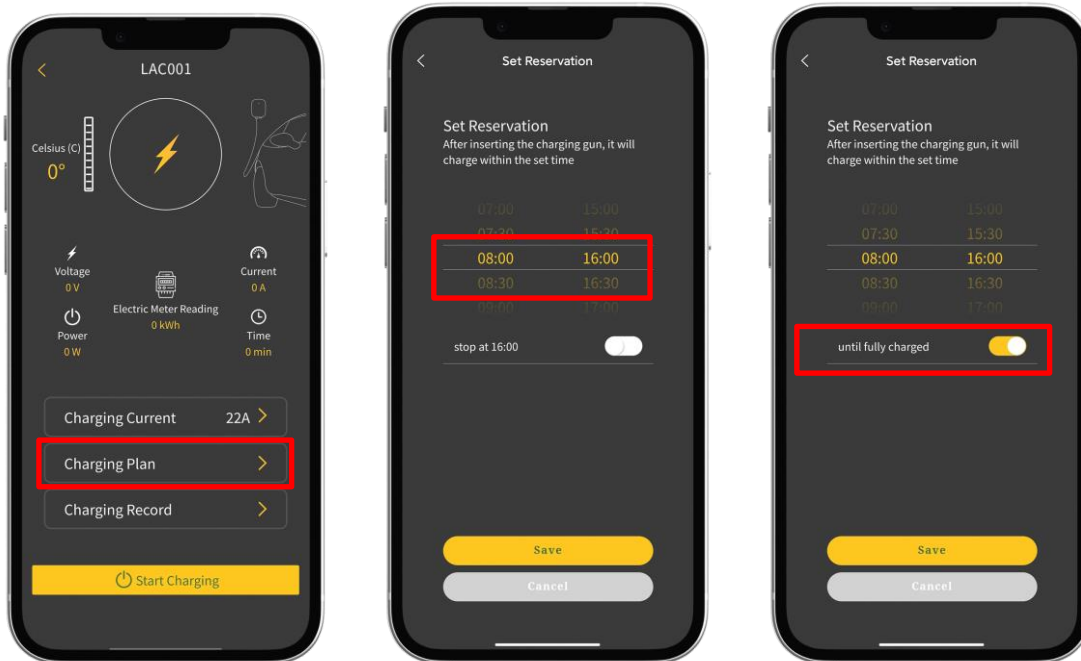 LAC001
Celsius (C)
0°
Voltage
0 V
Current
0 A
Electric Meter Reading
0 kWh
Power
0 W
Time
0 min
Charging Current 22A
Charging Plan
Charging Record
Start Charging
Set Reservation
Set Reservation
After inserting the charging gun, it will
charge within the set time
07:00 15:00
07:30 15:30
08:00 16:00
08:30 16:30
09:00 17:00
stop at 16:00
Save
Cancel
Set Reservation
Set Reservation
After inserting the charging gun, it will
charge within the set time
07:00 15:00
07:30 15:30
08:00 16:00
08:30 16:30
09:00 17:00
until fully charged
Save
Cancel